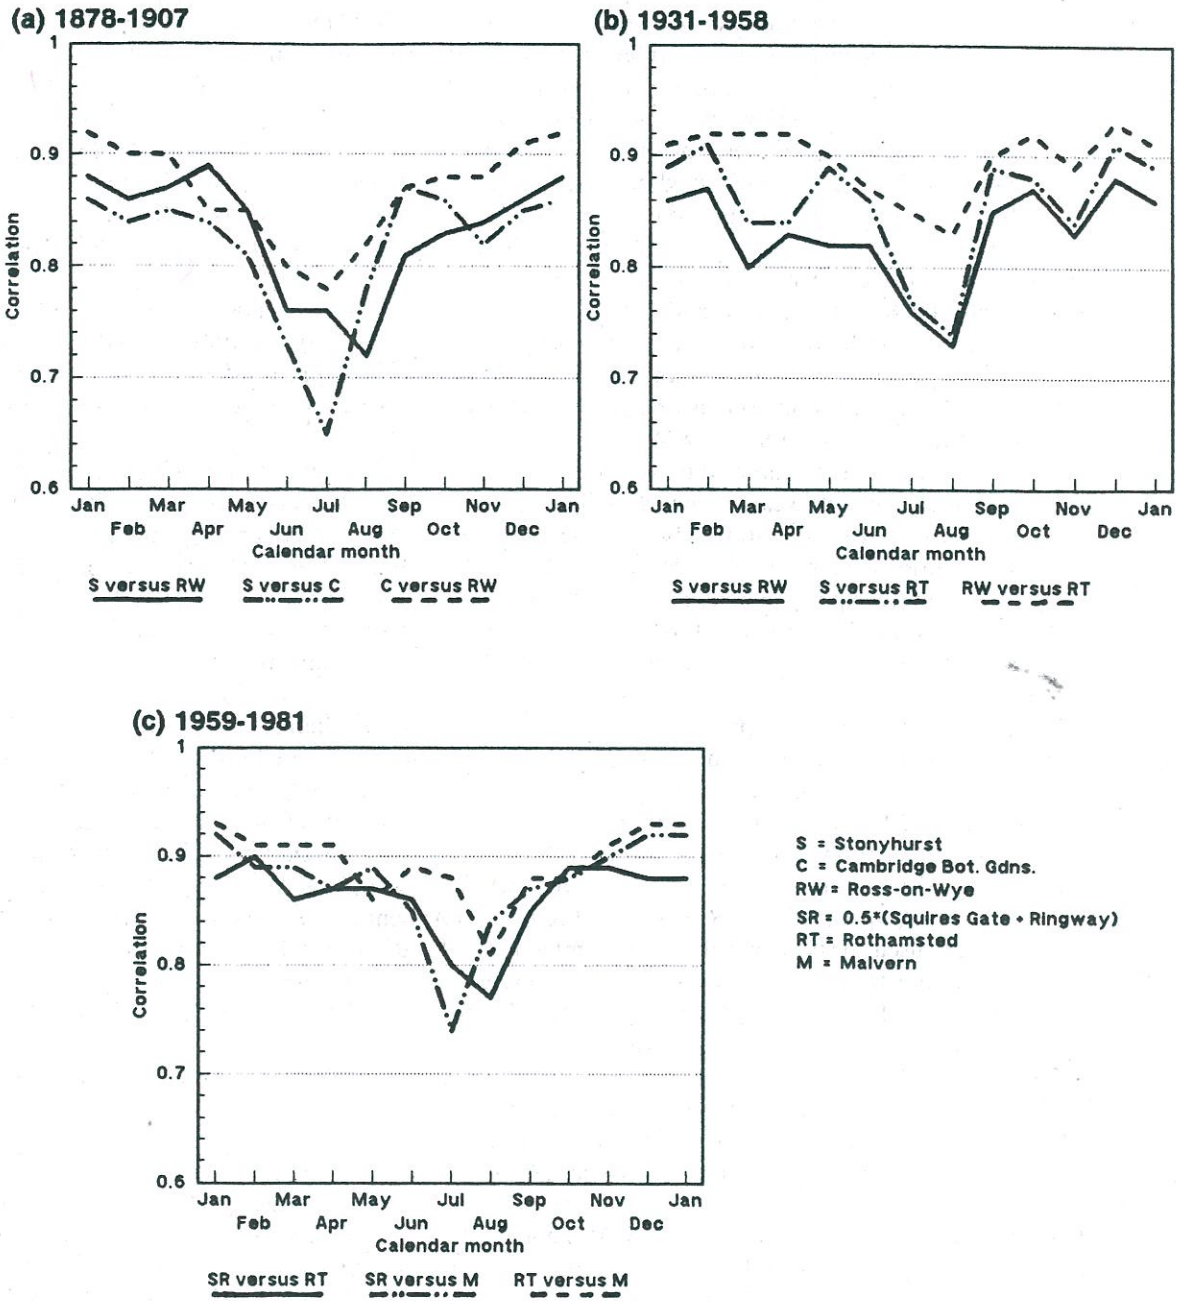 (a) 1878-1907
1
0.9
0.8
0.7
0.6
Correlation
Jan Mar May Jul Sep Nov Jan
Feb Apr Jun Aug Oct Dec
Calendar month
S versus RW S versus C C versus RW
(b) 1931-1958
1
0.9
0.8
0.7
0.6
Correlation
Jan Mar May Jul Sep Nov Jan
Feb Apr Jun Aug Oct Dec
Calendar month
S versus RW S versus RT RW versus RT
(c) 1959-1981
1
0.9
0.8
0.7
0.6
Correlation
Jan Mar May Jul Sep Nov Jan
Feb Apr Jun Aug Oct Dec
Calendar month
SR versus RT SR versus M RT versus M
S = Stonyhurst
C = Cambridge Bot. Gdns.
RW = Ross-on-Wye
SR = 0.5*(Squires Gate + Ringway)
RT = Rothamsted
M = Malvern